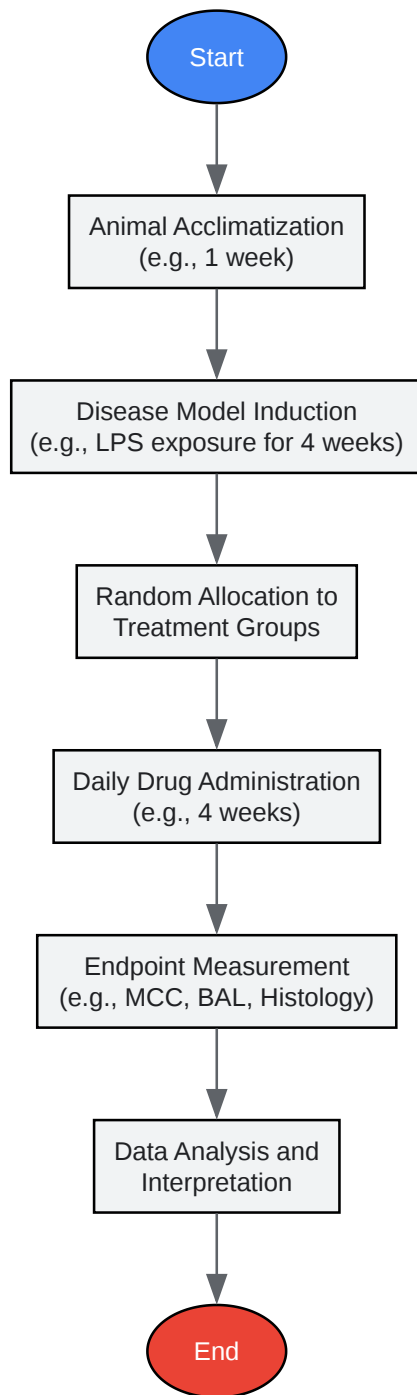 Start
Animal Acclimatization
(e.g., 1 week)
Disease Model Induction
(e.g., LPS exposure for 4 weeks)
Random Allocation to
Treatment Groups
Daily Drug Administration
(e.g., 4 weeks)
Endpoint Measurement
(e.g., MCC, BAL, Histology)
Data Analysis and
Interpretation
End